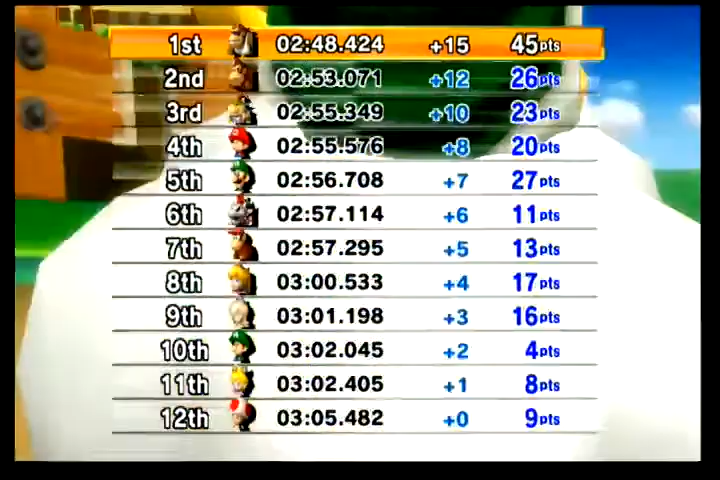 1st 02:48.424 +15 45pts
2nd 02:53.071 +12 26pts
3rd 02:55.349 +10 23pts
4th 02:55.576 +8 20pts
5th 02:56.708 +7 27pts
6th 02:57.114 +6 11pts
7th 02:57.295 +5 13pts
8th 03:00.533 +4 17pts
9th 03:01.198 +3 16pts
10th 03:02.045 +2 4pts
11th 03:02.405 +1 8pts
12th 03:05.482 +0 9pts